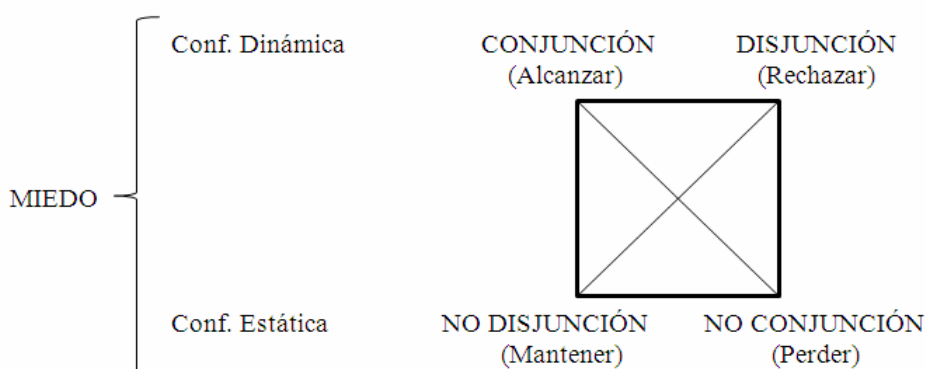 Conf. Dinámica
CONJUNCIÓN
(Alcanzar)
DISJUNCIÓN
(Rechazar)
MIEDO
Conf. Estática
NO DISJUNCIÓN
(Mantener)
NO CONJUNCIÓN
(Perder)